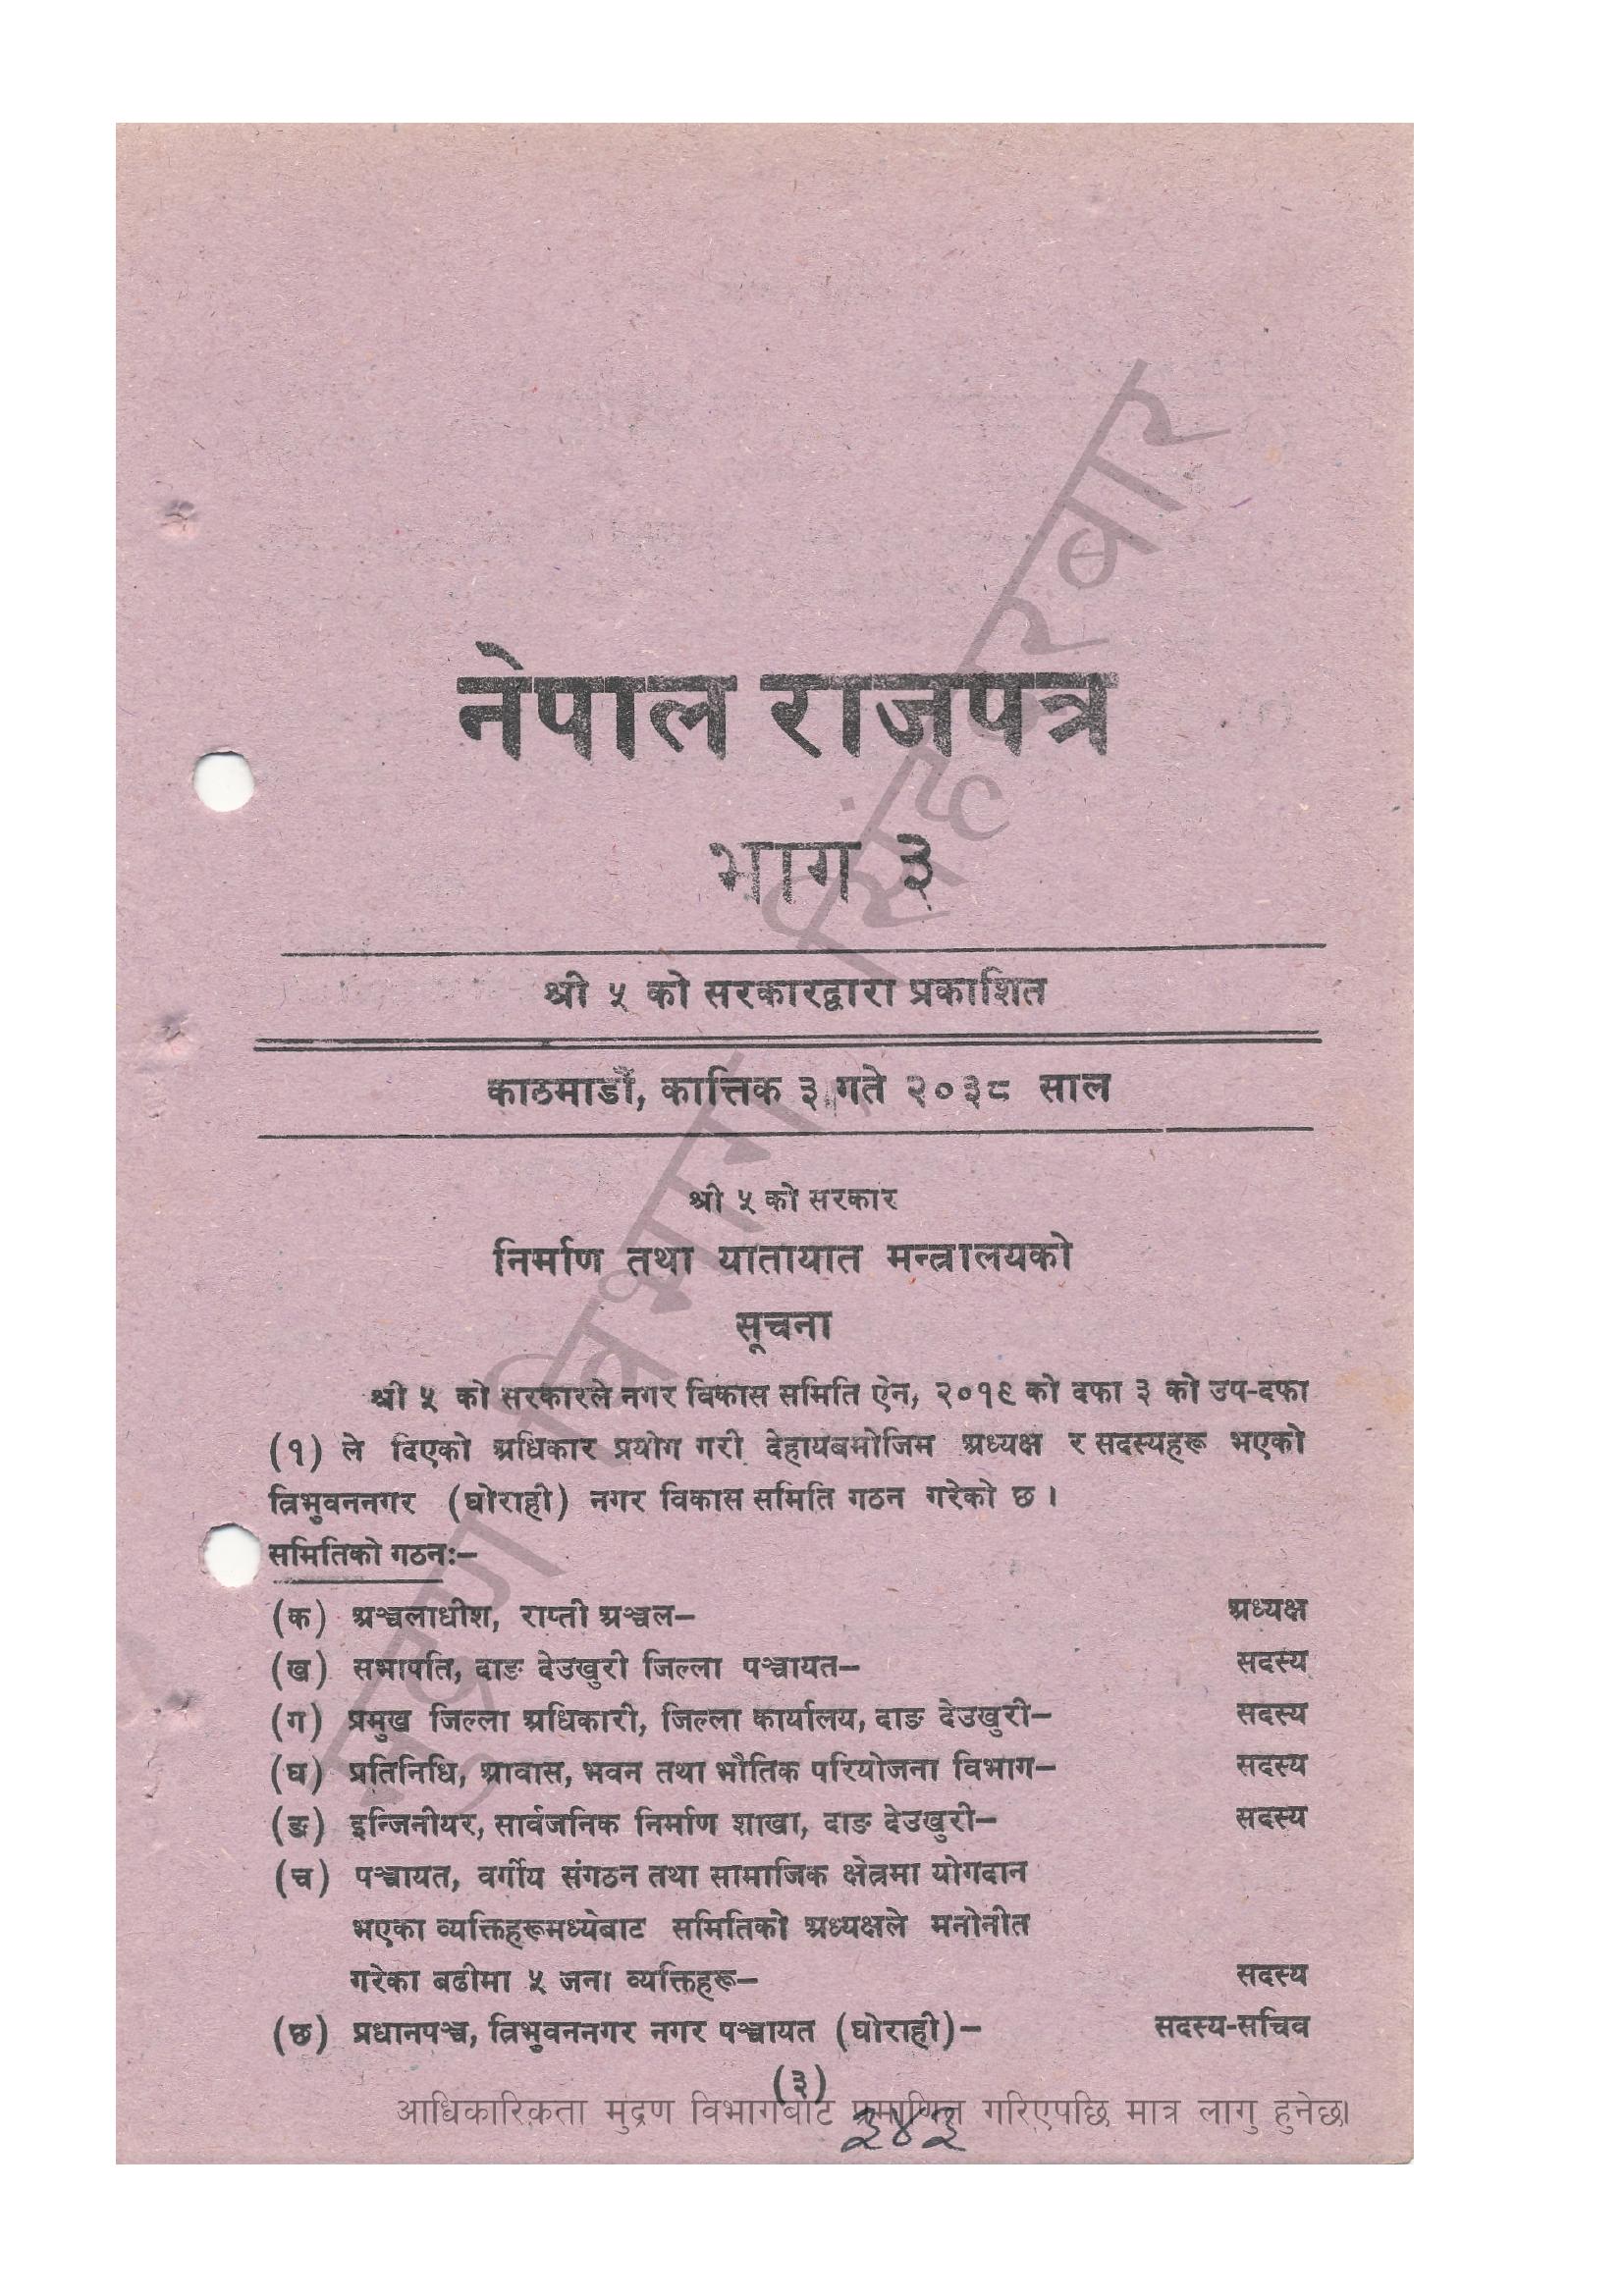 नेपाल राजपत्र
भाग ३
श्री ५ को सरकारद्वारा प्रकाशित
काठमाडौँ, कार्त्तिक ३ गते २०३८ साल
श्री ५ को सरकार
निर्माण तथा यातायात मन्त्रालयको
सूचना
श्री ५ को सरकारले नगर विकास समिति ऐन, २०१९ को दफा ३ को उप-दफा
(१) ले दिएको अधिकार प्रयोग गरी देहायबमोजिम अध्यक्ष र सदस्यहरू भएको
त्रिभुवननगर (घोराही) नगर विकास समिति गठन गरेको छ ।
समितिको गठनः–
(क) अञ्चलाधीश, राप्ती अञ्चल– अध्यक्ष
(ख) सभापति, दाङ देउखुरी जिल्ला पञ्चायत– सदस्य
(ग) प्रमुख जिल्ला अधिकारी, जिल्ला कार्यालय, दाङ देउखुरी– सदस्य
(घ) प्रतिनिधि, आवास, भवन तथा भौतिक परियोजना विभाग– सदस्य
(ङ) इन्जिनीयर, सार्वजनिक निर्माण शाखा, दाङ देउखुरी– सदस्य
(च) पञ्चायत, वर्गीय संगठन तथा सामाजिक क्षेत्रमा योगदान
भएका व्यक्तिहरूमध्येबाट समितिको अध्यक्षले मनोनीत
गरेका बढीमा ५ जना व्यक्तिहरू– सदस्य
(छ) प्रधानपञ्च, त्रिभुवननगर नगर पञ्चायत (घोराही)– सदस्य-सचिव
(३)
आधिकारिकता मुद्रण विभागबाट प्रमाणित गरिएपछि मात्र लागु हुनेछ।
३४३
मुद्रण विभाग, सिंहदरबार